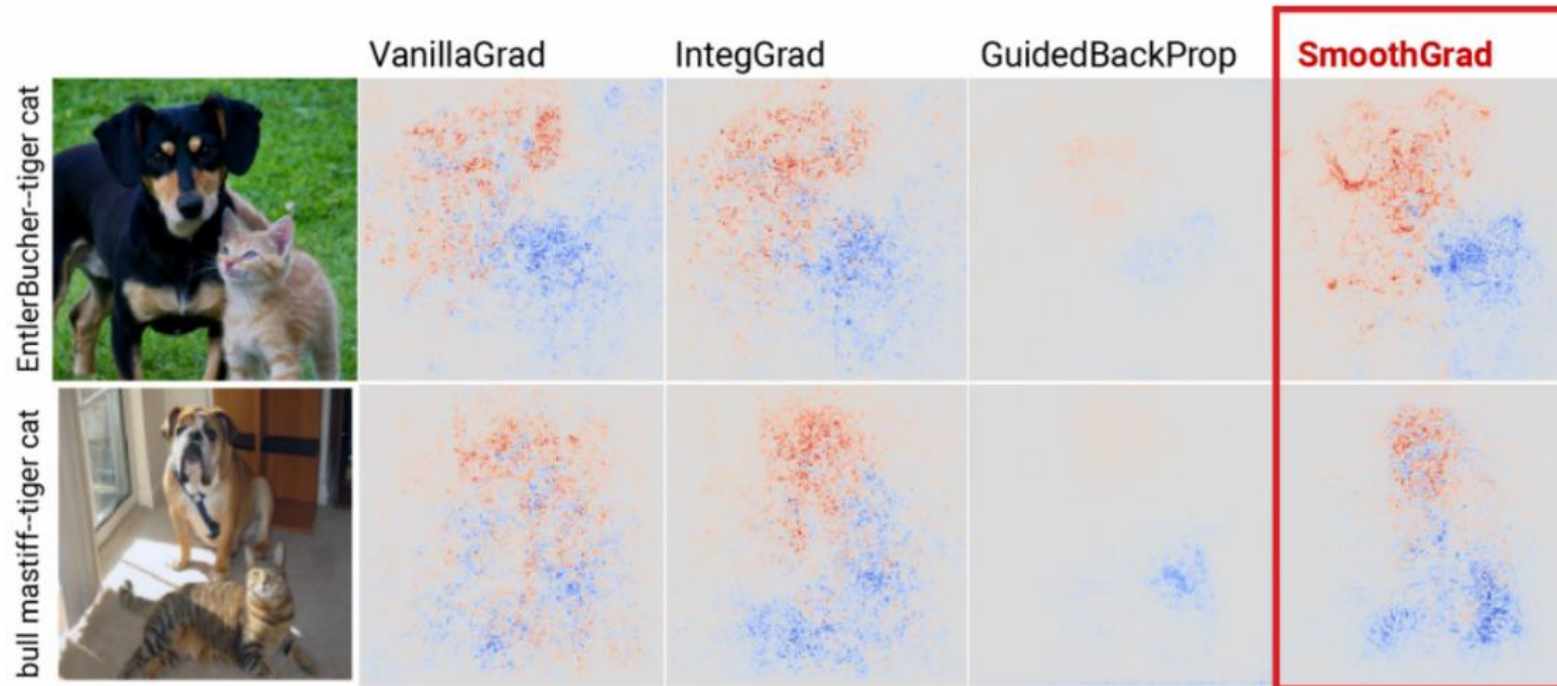 VanillaGrad
IntegGrad
GuidedBackProp
SmoothGrad
EntlerBucher--tiger cat
bull mastiff--tiger cat